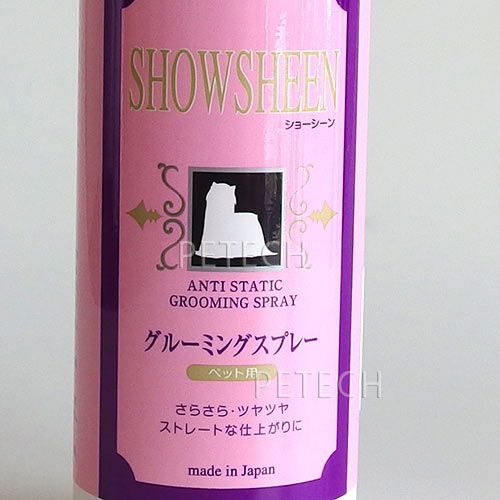 SHOWSHEEN
ショーシーン
PETECH
ANTI STATIC
GROOMING SPRAY
グルーミングスプレー
ペット用
PETECH
さらさら・ツヤツヤ
ストレートな仕上がりに
made in Japan